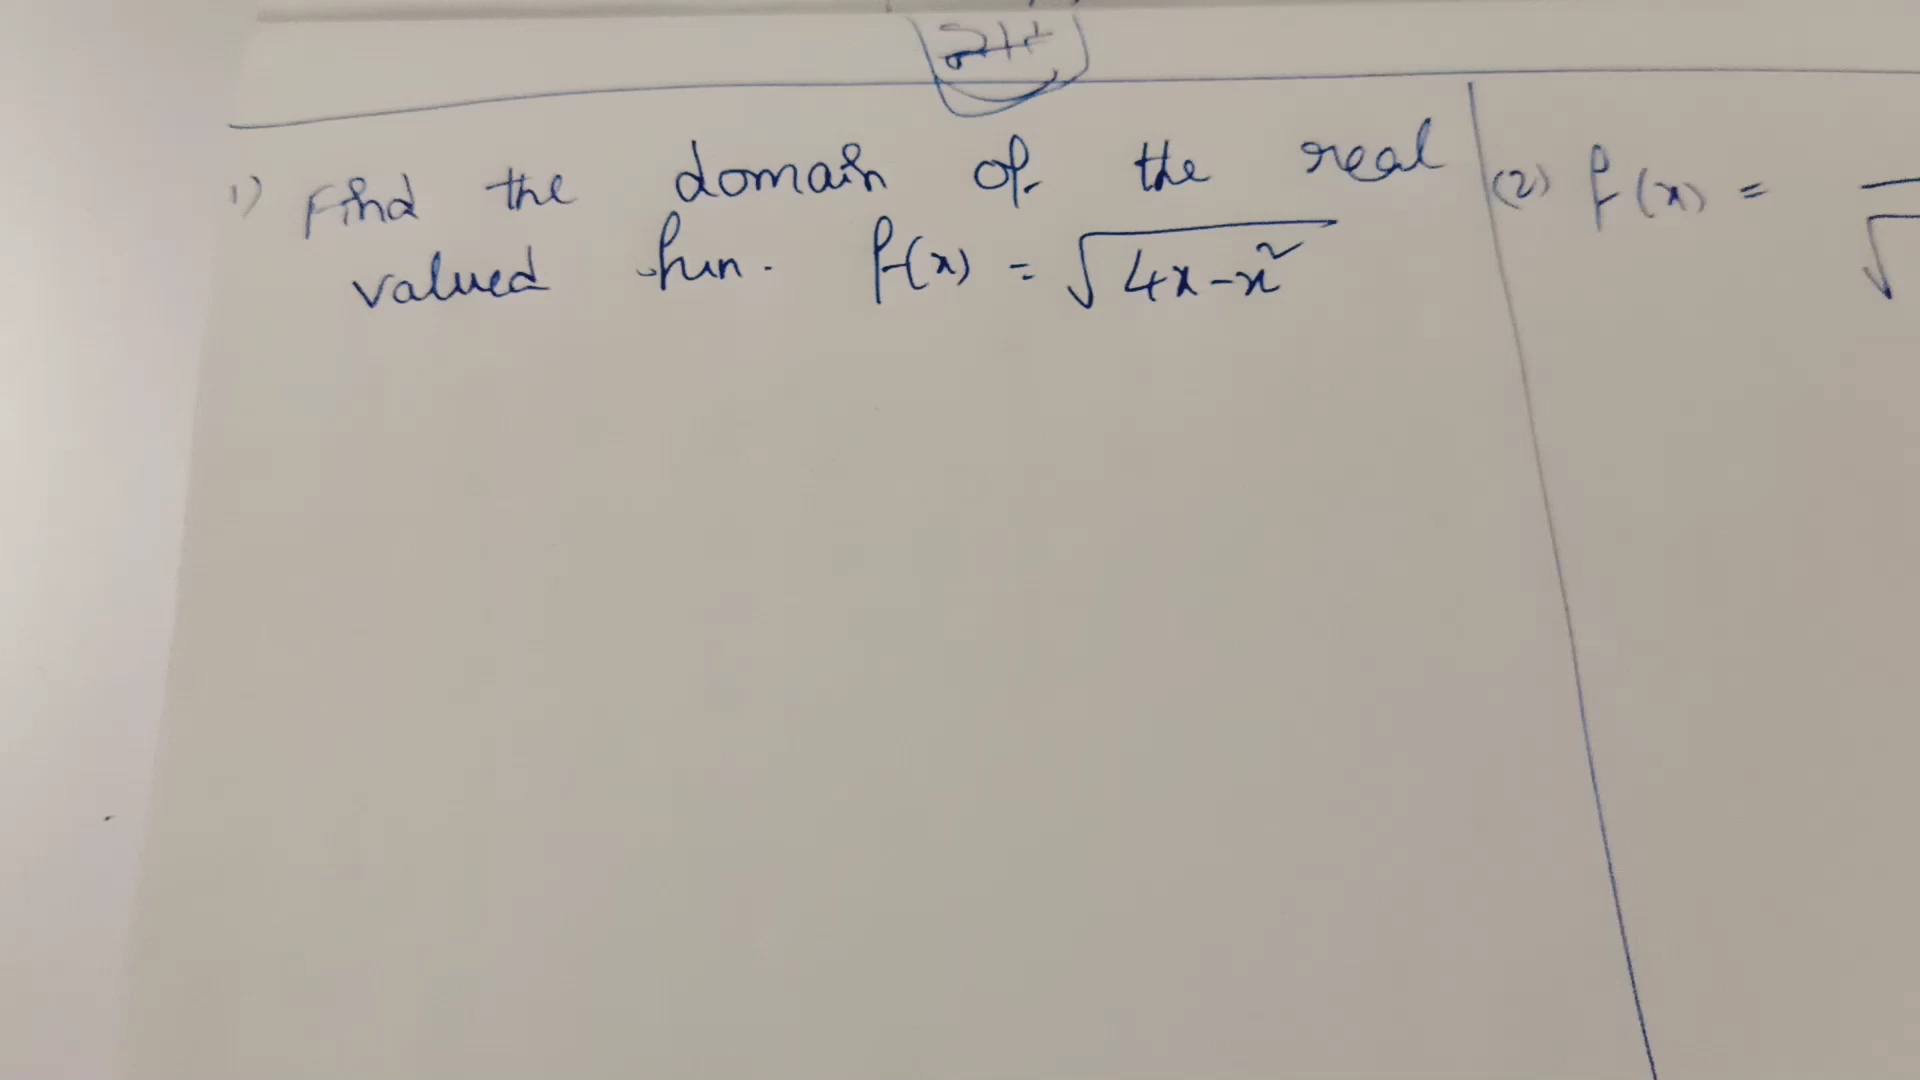 1) Find the domain of the real
valued fun. f(x) = √4x-x²
(2) f(x) =